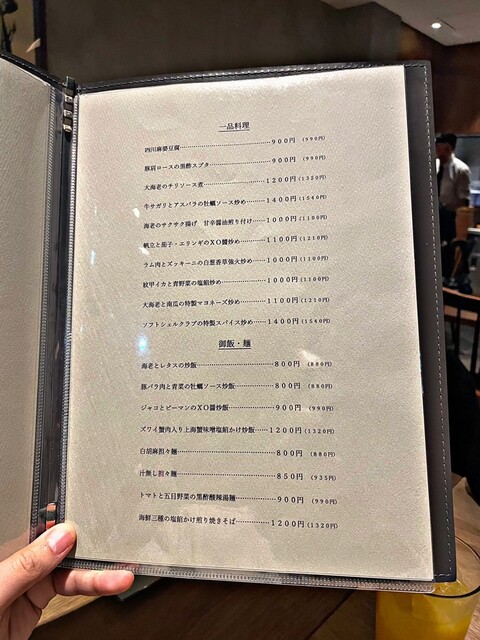 一品料理
四川麻婆豆腐 900円 (990円)
豚肩ロースの黒酢スブタ 900円 (990円)
大海老のチリソース煮 1200円 (1320円)
牛サガリとアスパラの牡蠣ソース炒め 1400円 (1540円)
海老のサクサク揚げ 甘辛醤油煎り付け 1000円 (1100円)
帆立と茄子・エリンギのXO醤炒め 1100円 (1210円)
ラム肉とズッキーニの白葱香草強火炒め 1000円 (1100円)
紋甲イカと青野菜の塩餡炒め 1000円 (1100円)
大海老と南瓜の特製マヨネーズ炒め 1100円 (1210円)
ソフトシェルクラブの特製スパイス炒め 1400円 (1540円)
御飯・麺
海老とレタスの炒飯 800円 (880円)
豚バラ肉と青菜の牡蠣ソース炒飯 800円 (880円)
ジャコとピーマンのXO醤炒飯 900円 (990円)
ズワイ蟹肉入り上海蟹味噌塩餡かけ炒飯 1200円 (1320円)
白胡麻担々麺 800円 (880円)
汁無し担々麺 850円 (935円)
トマトと五目野菜の黒酢酸辣湯麺 900円 (990円)
海鮮三種の塩餡かけ煎り焼きそば 1200円 (1320円)